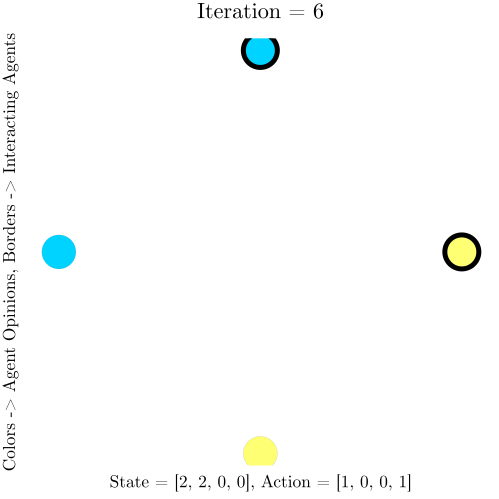 Iteration = 6
Colors -> Agent Opinions, Borders -> Interacting Agents
State = [2, 2, 0, 0], Action = [1, 0, 0, 1]